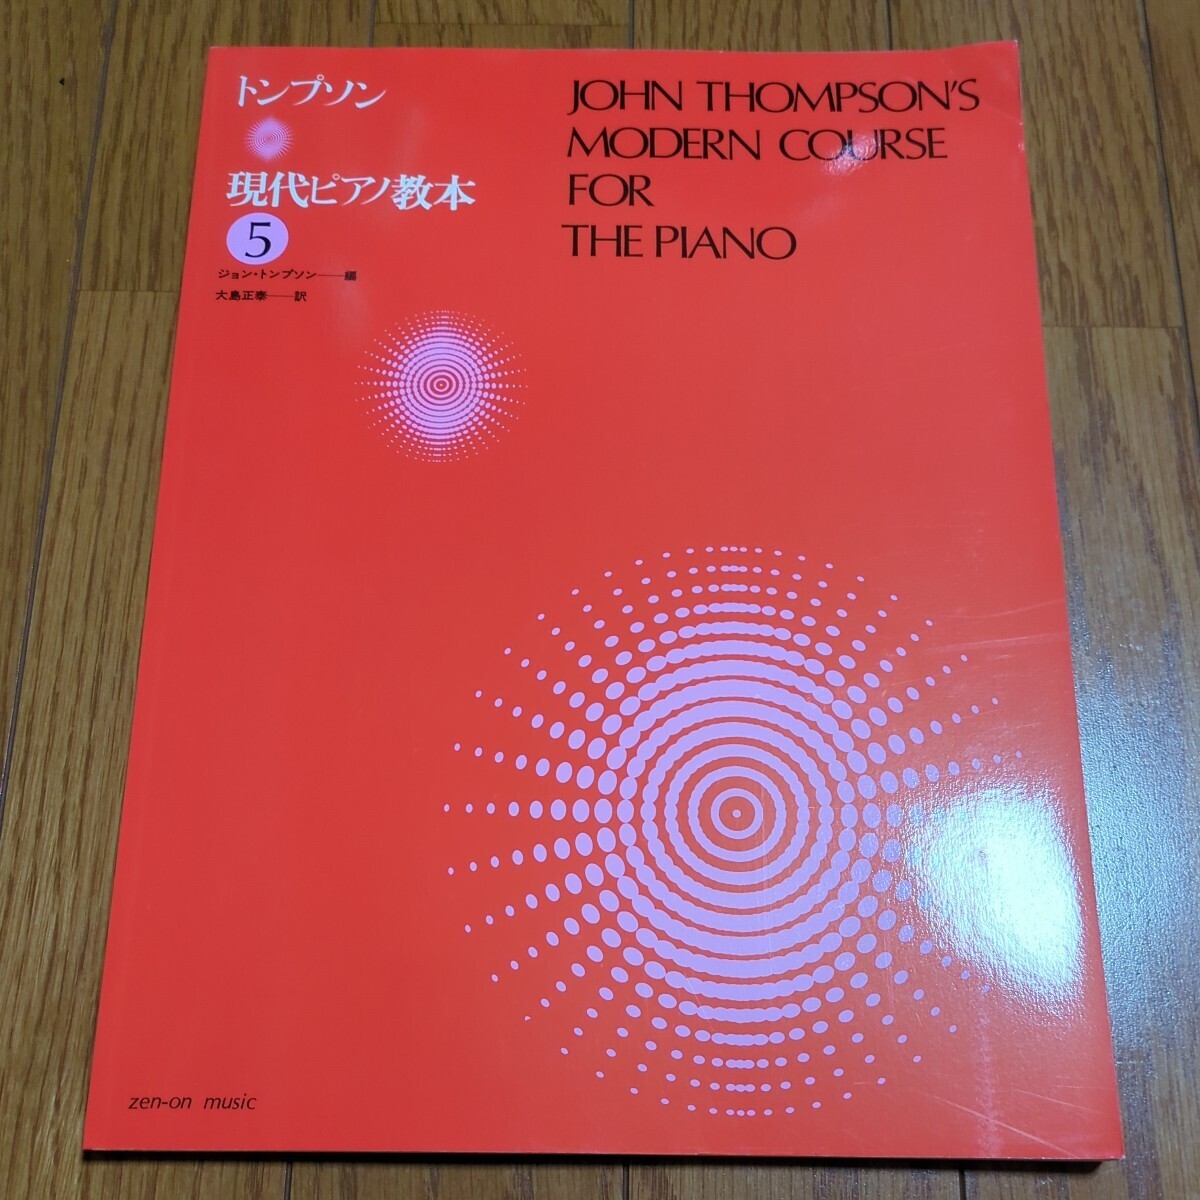 トンプソン
現代ピアノ教本
5
ジョン・トンプソン——編
大島正泰——訳
JOHN THOMPSON'S
MODERN COURSE
FOR
THE PIANO
zen-on music